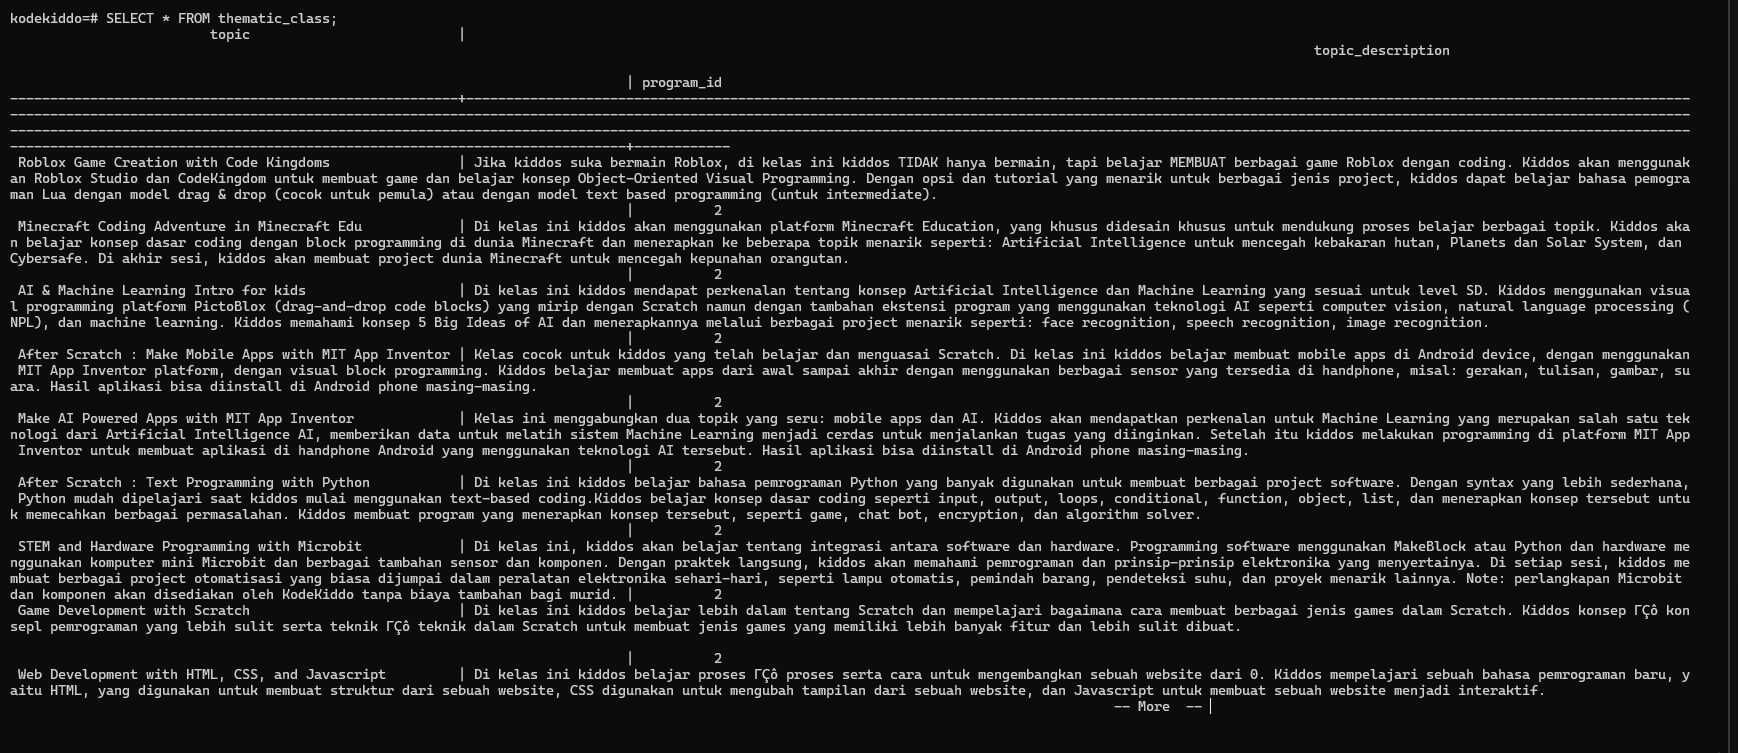 kodekiddo=# SELECT * FROM thematic_class;
topic |
topic_description
| program_id
Roblox Game Creation with Code Kingdoms | Jika kiddos suka bermain Roblox, di kelas ini kiddos TIDAK hanya bermain, tapi belajar MEMBUAT berbagai game Roblox dengan coding. Kiddos akan menggunak
an Roblox Studio dan CodeKingdom untuk membuat game dan belajar konsep Object-Oriented Visual Programming. Dengan opsi dan tutorial yang menarik untuk berbagai jenis project, kiddos dapat belajar bahasa pemogra
man Lua dengan model drag & drop (cocok untuk pemula) atau dengan model text based programming (untuk intermediate).
| 2
Minecraft Coding Adventure in Minecraft Edu | Di kelas ini kiddos akan menggunakan platform Minecraft Education, yang khusus didesain khusus untuk mendukung proses belajar berbagai topik. Kiddos aka
n belajar konsep dasar coding dengan block programming di dunia Minecraft dan menerapkan ke beberapa topik menarik seperti: Artificial Intelligence untuk mencegah kebakaran hutan, Planets dan Solar System, dan
Cybersafe. Di akhir sesi, kiddos akan membuat project dunia Minecraft untuk mencegah kepunahan orangutan.
| 2
AI & Machine Learning Intro for kids | Di kelas ini kiddos mendapat perkenalan tentang konsep Artificial Intelligence dan Machine Learning yang sesuai untuk level SD. Kiddos menggunakan visua
l programming platform PictoBlox (drag-and-drop code blocks) yang mirip dengan Scratch namun dengan tambahan ekstensi program yang menggunakan teknologi AI seperti computer vision, natural language processing (
NPL), dan machine learning. Kiddos memahami konsep 5 Big Ideas of AI dan menerapkannya melalui berbagai project menarik seperti: face recognition, speech recognition, image recognition.
| 2
After Scratch : Make Mobile Apps with MIT App Inventor | Kelas cocok untuk kiddos yang telah belajar dan menguasai Scratch. Di kelas ini kiddos belajar membuat mobile apps di Android device, dengan menggunakan
MIT App Inventor platform, dengan visual block programming. Kiddos belajar membuat apps dari awal sampai akhir dengan menggunakan berbagai sensor yang tersedia di handphone, misal: gerakan, tulisan, gambar, su
ara. Hasil aplikasi bisa diinstall di Android phone masing-masing.
| 2
Make AI Powered Apps with MIT App Inventor | Kelas ini menggabungkan dua topik yang seru: mobile apps dan AI. Kiddos akan mendapatkan perkenalan untuk Machine Learning yang merupakan salah satu tek
nologi dari Artificial Intelligence AI, memberikan data untuk melatih sistem Machine Learning menjadi cerdas untuk menjalankan tugas yang diinginkan. Setelah itu kiddos melakukan programming di platform MIT App
Inventor untuk membuat aplikasi di handphone Android yang menggunakan teknologi AI tersebut. Hasil aplikasi bisa diinstall di Android phone masing-masing.
| 2
After Scratch : Text Programming with Python | Di kelas ini kiddos belajar bahasa pemrograman Python yang banyak digunakan untuk membuat berbagai project software. Dengan syntax yang lebih sederhana,
Python mudah dipelajari saat kiddos mulai menggunakan text-based coding.Kiddos belajar konsep dasar coding seperti input, output, loops, conditional, function, object, list, dan menerapkan konsep tersebut untu
k memecahkan berbagai permasalahan. Kiddos membuat program yang menerapkan konsep tersebut, seperti game, chat bot, encryption, dan algorithm solver.
| 2
STEM and Hardware Programming with Microbit | Di kelas ini, kiddos akan belajar tentang integrasi antara software dan hardware. Programming software menggunakan MakeBlock atau Python dan hardware me
nggunakan komputer mini Microbit dan berbagai tambahan sensor dan komponen. Dengan praktek langsung, kiddos akan memahami pemrograman dan prinsip-prinsip elektronika yang menyertainya. Di setiap sesi, kiddos me
mbuat berbagai project otomatisasi yang biasa dijumpai dalam peralatan elektronika sehari-hari, seperti lampu otomatis, pemindah barang, pendeteksi suhu, dan proyek menarik lainnya. Note: perlangkapan Microbit
dan komponen akan disediakan oleh KodeKiddo tanpa biaya tambahan bagi murid. | 2
Game Development with Scratch | Di kelas ini kiddos belajar lebih dalam tentang Scratch dan mempelajari bagaimana cara membuat berbagai jenis games dalam Scratch. Kiddos konsep ΓÇô kon
sepl pemrograman yang lebih sulit serta teknik ΓÇô teknik dalam Scratch untuk membuat jenis games yang memiliki lebih banyak fitur dan lebih sulit dibuat.
| 2
Web Development with HTML, CSS, and Javascript | Di kelas ini kiddos belajar proses ΓÇô proses serta cara untuk mengembangkan sebuah website dari 0. Kiddos mempelajari sebuah bahasa pemrograman baru, y
aitu HTML, yang digunakan untuk membuat struktur dari sebuah website, CSS digunakan untuk mengubah tampilan dari sebuah website, dan Javascript untuk membuat sebuah website menjadi interaktif.
-- More --